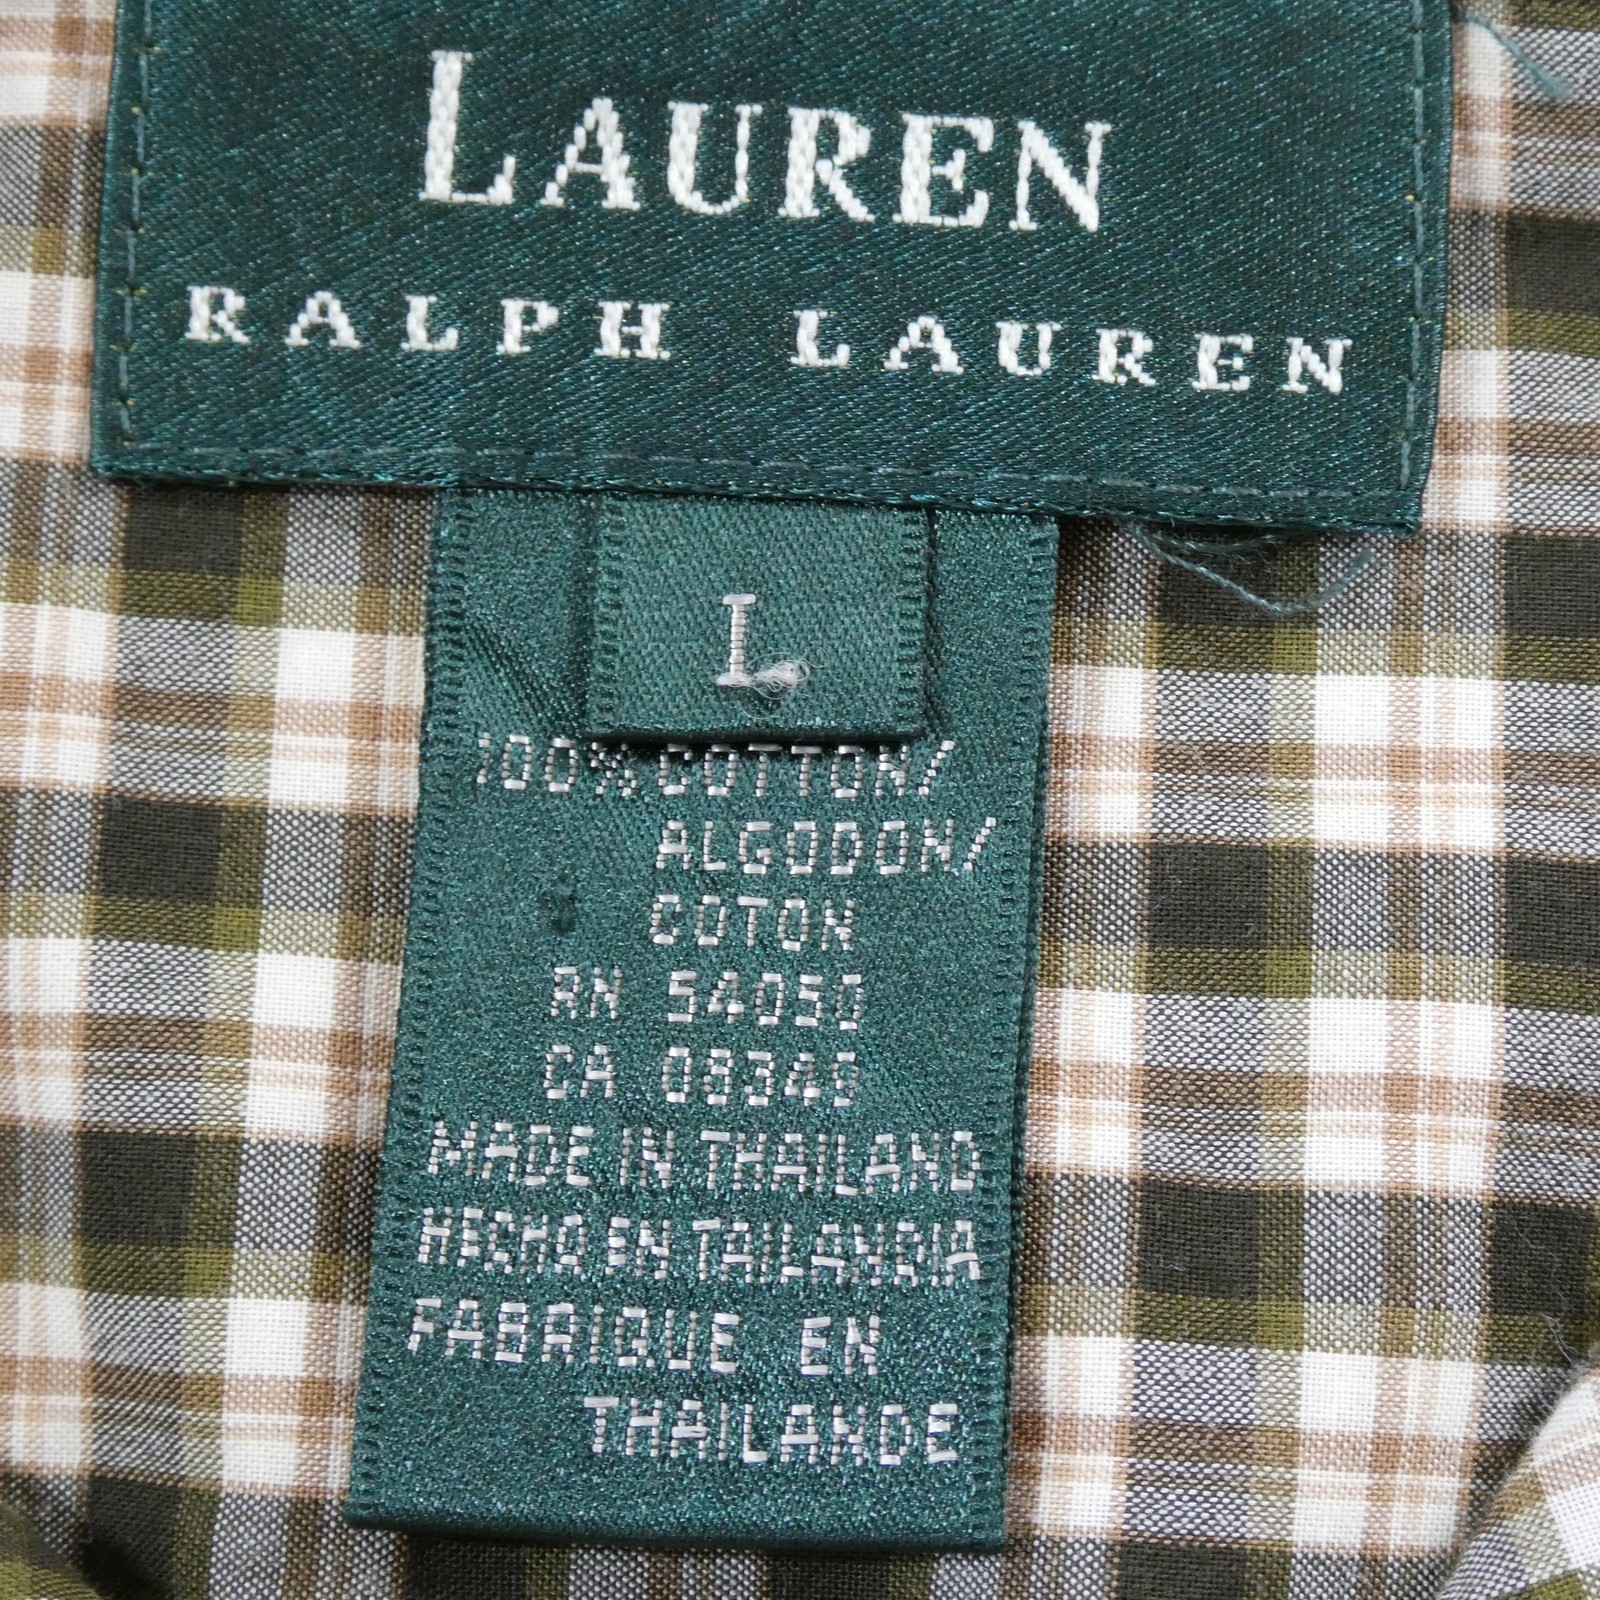 LAUREN
RALPH LAUREN
L
100% COTTON/
ALGODON/
COTON
RN 54050
CA 08349
MADE IN THAILAND
HECHO EN TAILANDIA
FABRIQUE EN
THAILANDE